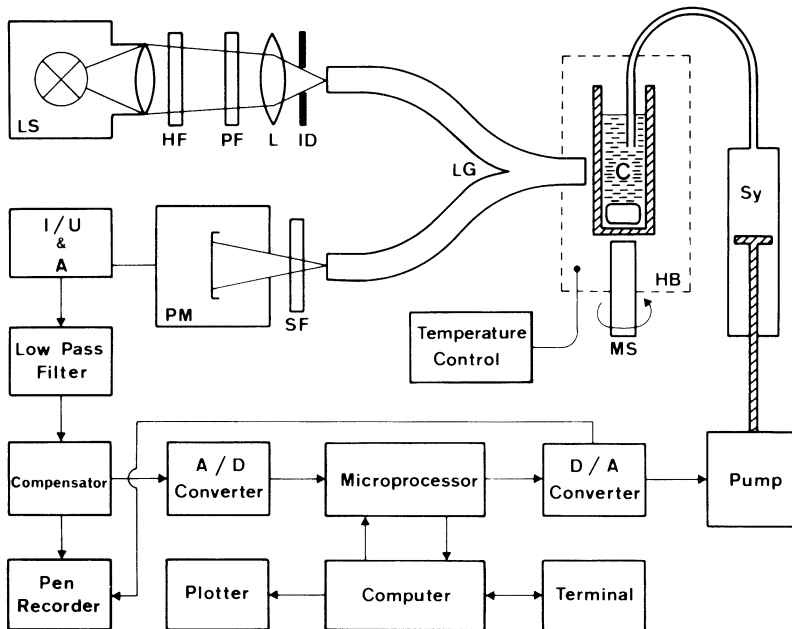 LS
HF
PF
L
ID
LG
C
Sy
I/U
&
A
PM
SF
HB
MS
Temperature
Control
Low Pass
Filter
Compensator
A/D
Converter
Microprocessor
D/A
Converter
Pump
Pen
Recorder
Plotter
Computer
Terminal